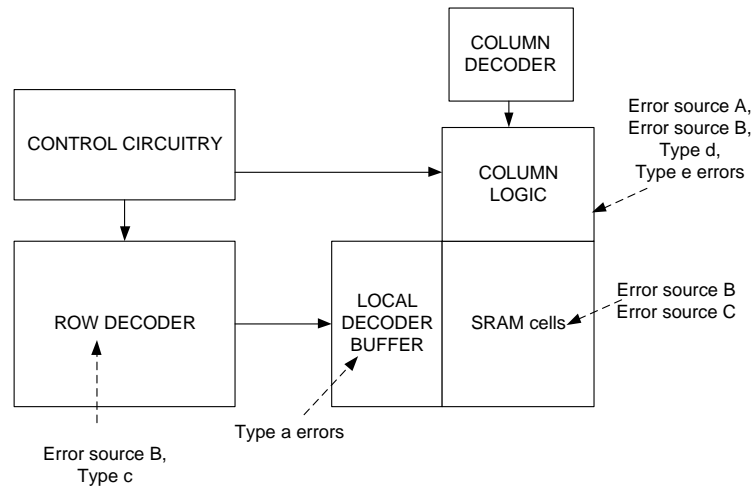 COLUMN
DECODER
CONTROL CIRCUITRY
COLUMN
LOGIC
Error source A,
Error source B,
Type d,
Type e errors
ROW DECODER
LOCAL
DECODER
BUFFER
SRAM cells
Error source B
Error source C
Error source B,
Type c
Type a errors